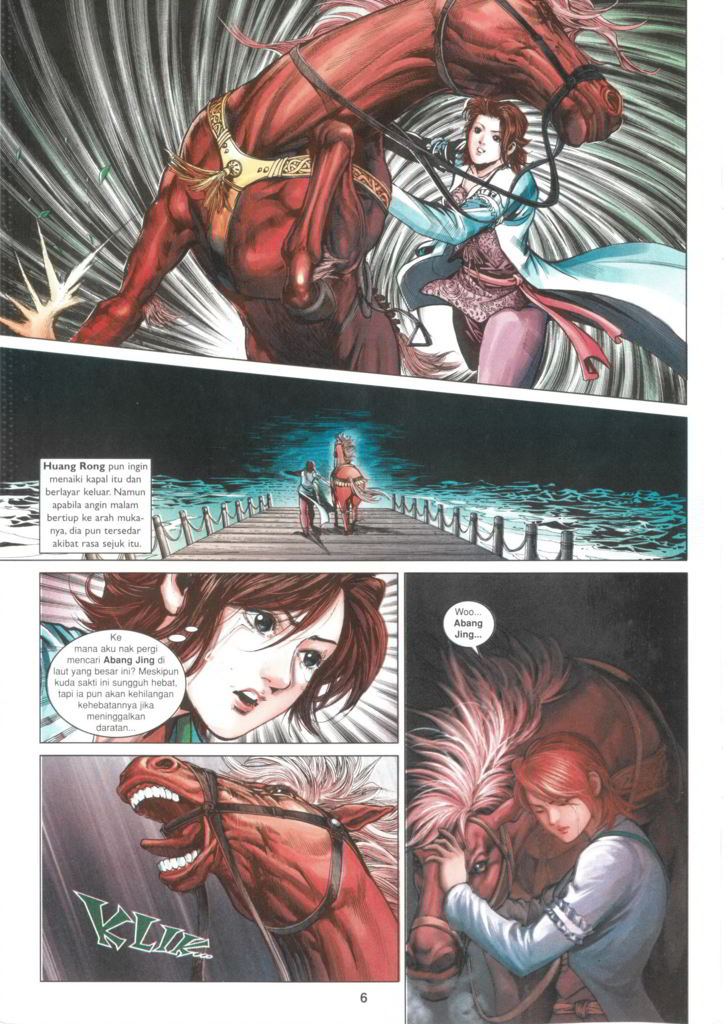 Huang Rong pun ingin
menaiki kapal itu dan
berlayar keluar. Namun
apabila angin malam
bertiup ke arah muka-
nya, dia pun tersedar
akibat rasa sejuk itu.
Ke
mana aku nak pergi
mencari Abang Jing di
laut yang besar ini? Meskipun
kuda sakti ini sungguh hebat,
tapi ia pun akan kehilangan
kehebatannya jika
meninggalkan
daratan...
Woo...
Abang
Jing...
KLIK...
6